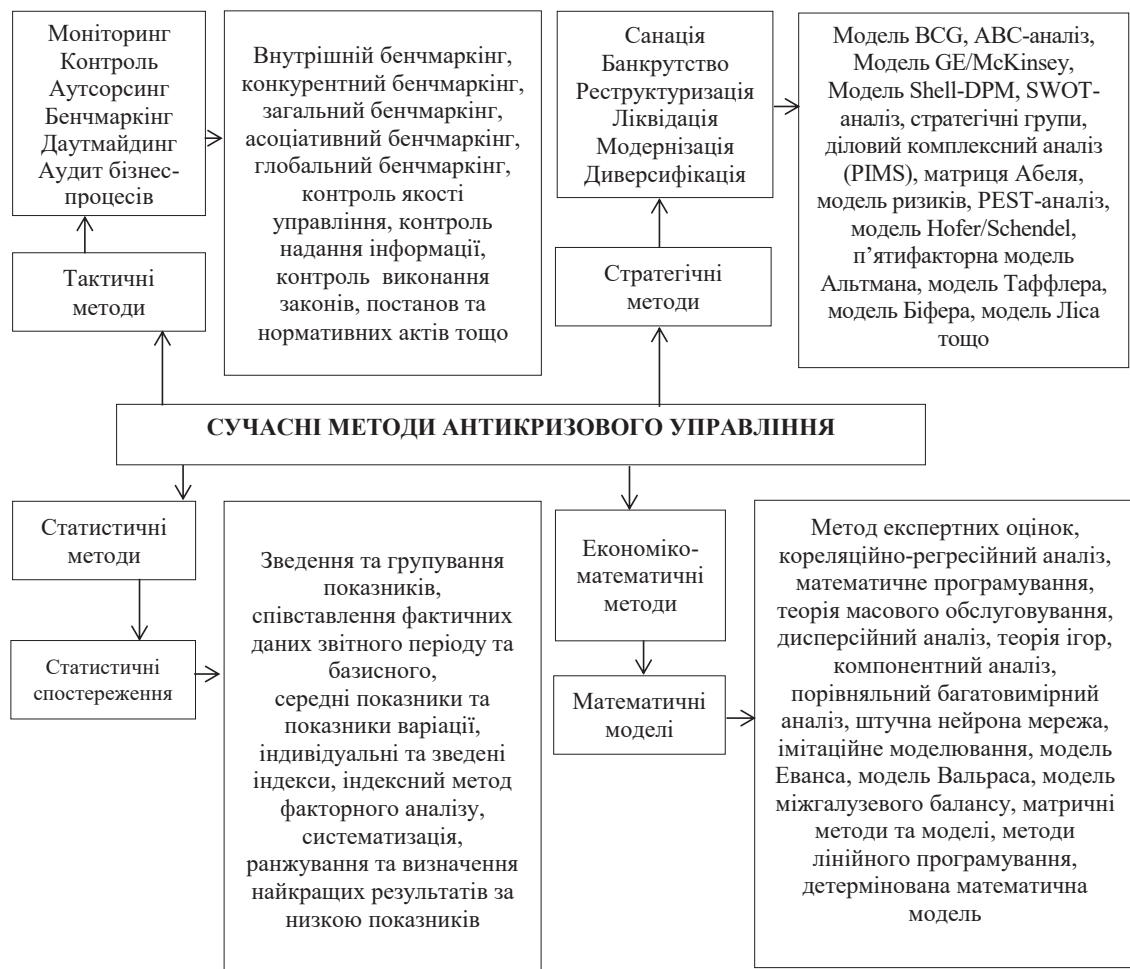 Моніторинг
Контроль
Аутсорсинг
Бенчмаркінг
Даутмайдинг
Аудит бізнес-
процесів
Тактичні
методи
Внутрішній бенчмаркінг,
конкурентний бенчмаркінг,
загальний бенчмаркінг,
асоціативний бенчмаркінг,
глобальний бенчмаркінг,
контроль якості
управління, контроль
надання інформації,
контроль виконання
законів, постанов та
нормативних актів тощо
Санація
Банкрутство
Реструктуризація
Ліквідація
Модернізація
Диверсифікація
Стратегічні
методи
Модель BCG, ABC-аналіз,
Модель GE/McKinsey,
Модель Shell-DPM, SWOT-
аналіз, стратегічні групи,
діловий комплексний аналіз
(PIMS), матриця Абеля,
модель ризиків, PEST-аналіз,
модель Hofer/Schendel,
п’ятифакторна модель
Альтмана, модель Таффлера,
модель Біфера, модель Ліса
тощо
СУЧАСНІ МЕТОДИ АНТИКРИЗОВОГО УПРАВЛІННЯ
Статистичні
методи
Статистичні
спостереження
Зведення та групування
показників,
співставлення фактичних
даних звітного періоду та
базисного,
середні показники та
показники варіації,
індивідуальні та зведені
індекси, індексний метод
факторного аналізу,
систематизація,
ранжування та визначення
найкращих результатів за
низкою показників
Економіко-
математичні
методи
Математичні
моделі
Метод експертних оцінок,
кореляційно-регресійний аналіз,
математичне програмування,
теорія масового обслуговування,
дисперсійний аналіз, теорія ігор,
компонентний аналіз,
порівняльний багатовимірний
аналіз, штучна нейрона мережа,
імітаційне моделювання, модель
Еванса, модель Вальраса, модель
міжгалузевого балансу, матричні
методи та моделі, методи
лінійного програмування,
детермінована математична
модель